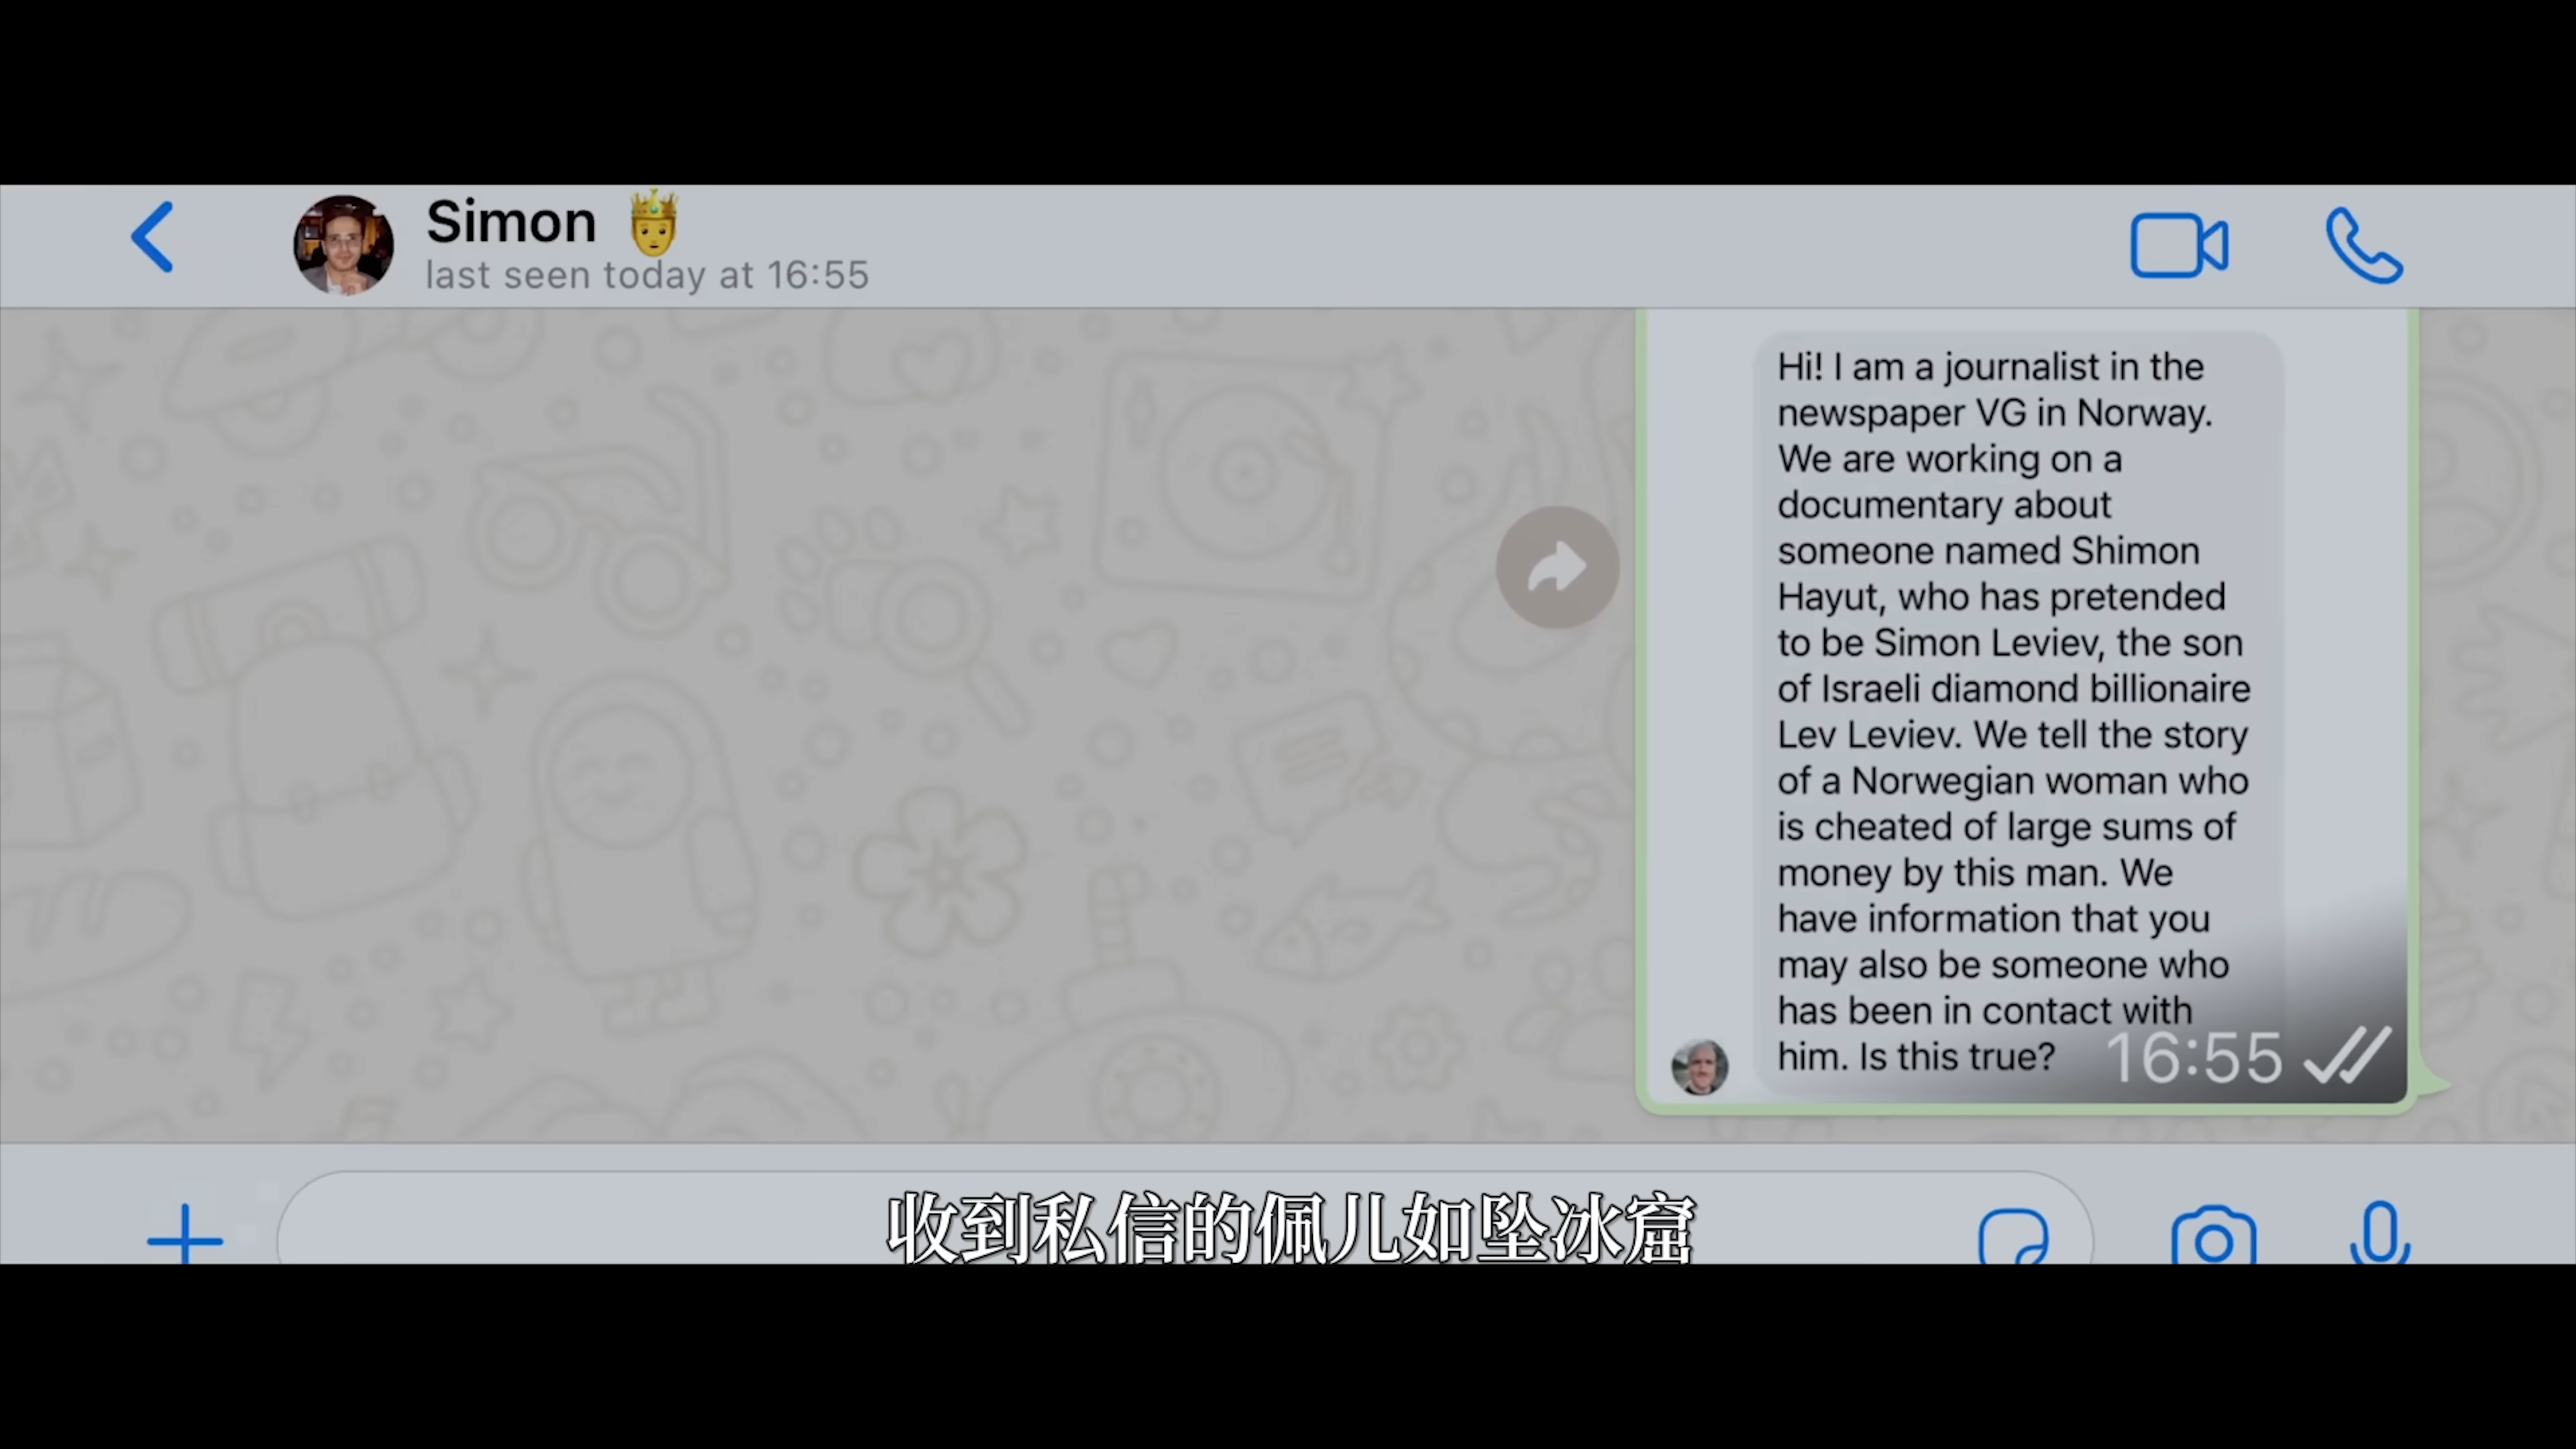 Simon 🤴
last seen today at 16:55
Hi! I am a journalist in the
newspaper VG in Norway.
We are working on a
documentary about
someone named Shimon
Hayut, who has pretended
to be Simon Leviev, the son
of Israeli diamond billionaire
Lev Leviev. We tell the story
of a Norwegian woman who
is cheated of large sums of
money by this man. We
have information that you
may also be someone who
has been in contact with
him. Is this true?
16:55
收到私信的佩儿如坠冰窟